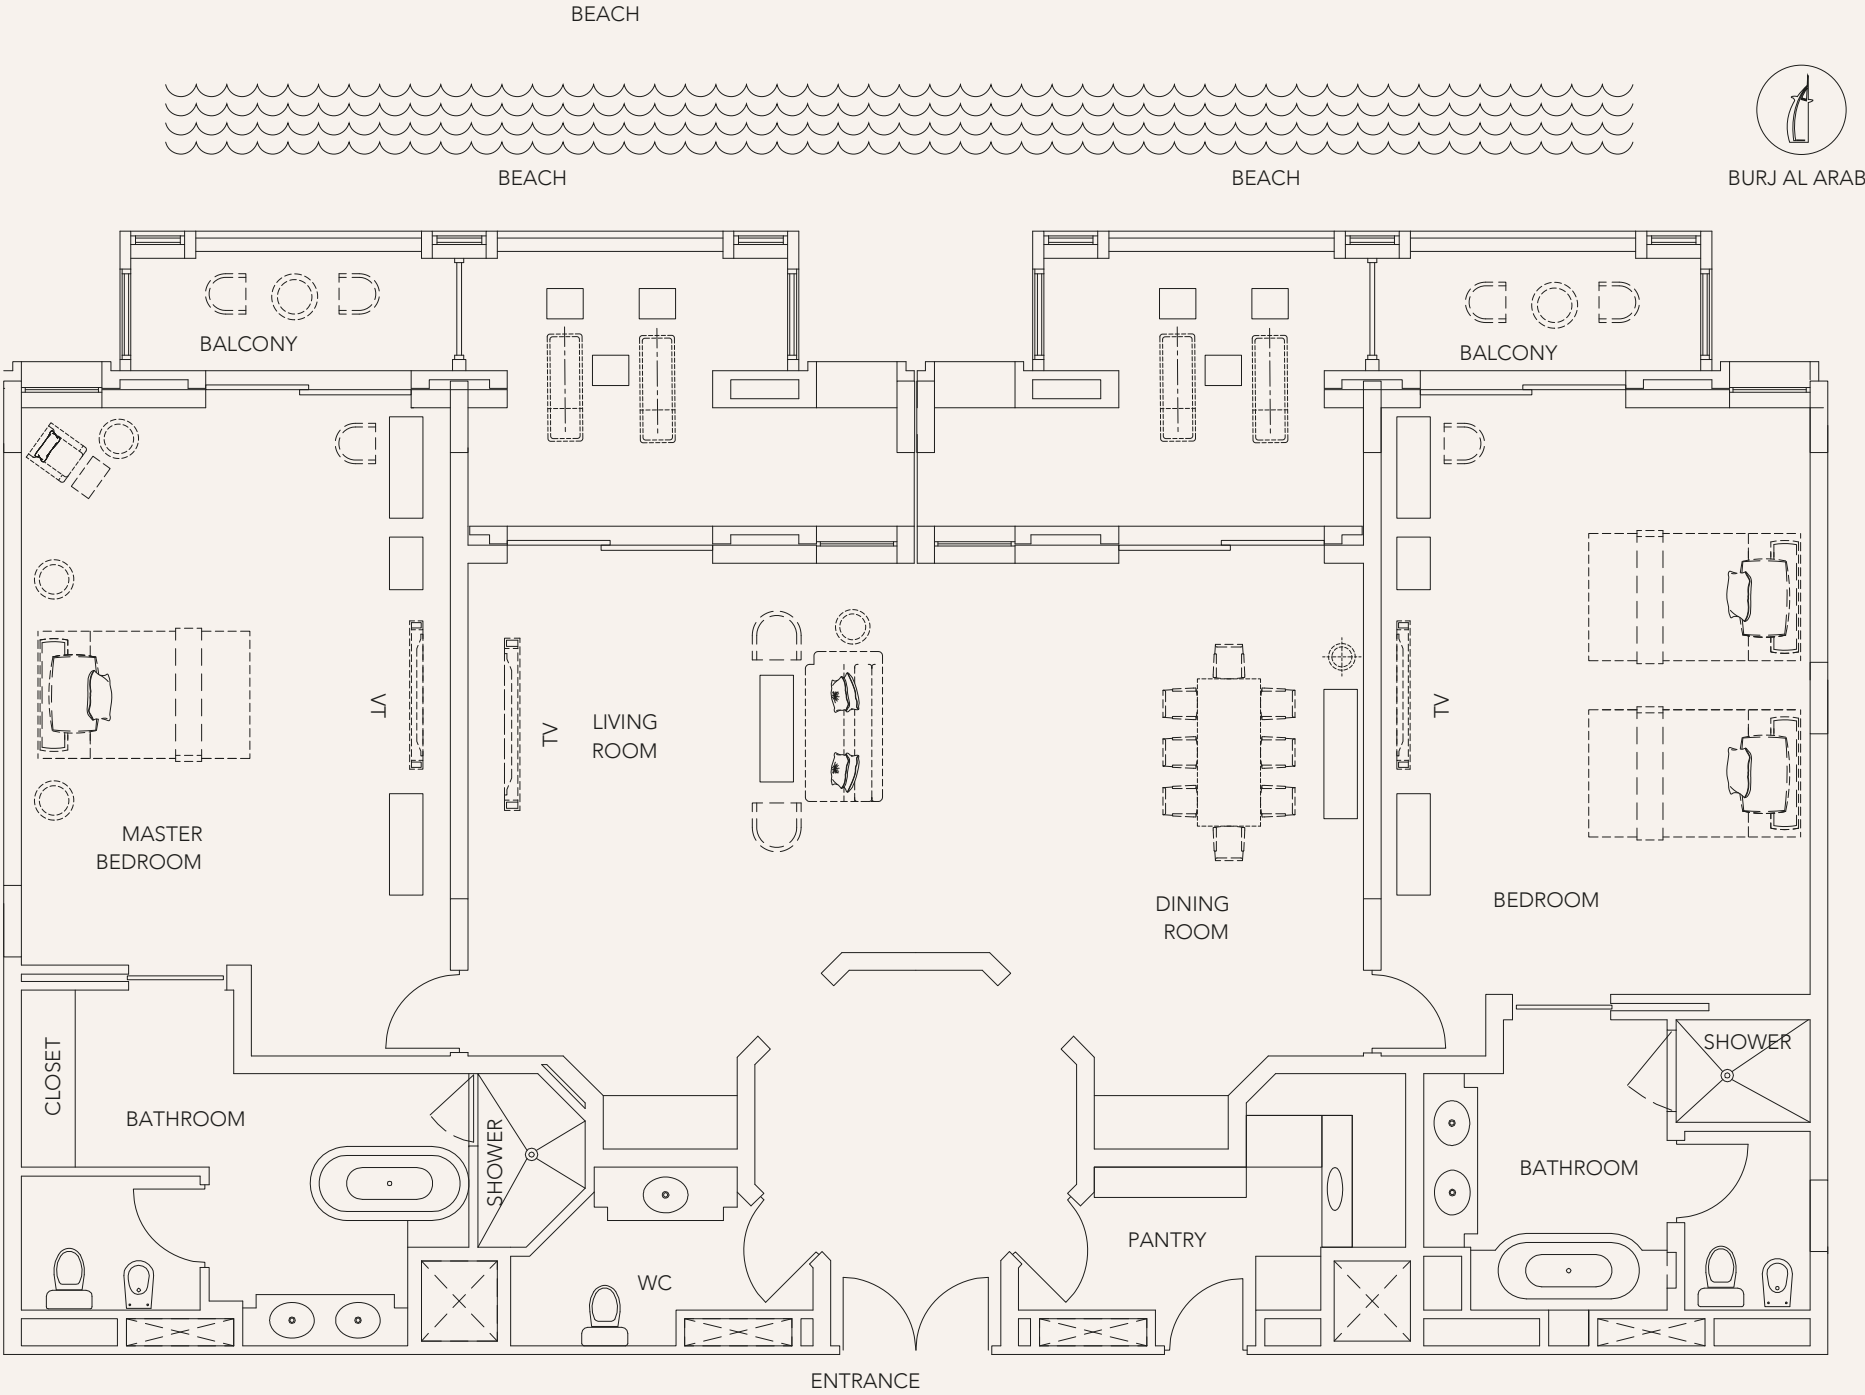 BEACH
BEACH
BEACH
BURJ AL ARAB
BALCONY
BALCONY
TV
LIVING
ROOM
TV
TV
MASTER
BEDROOM
DINING
ROOM
BEDROOM
CLOSET
BATHROOM
SHOWER
SHOWER
BATHROOM
WC
PANTRY
ENTRANCE